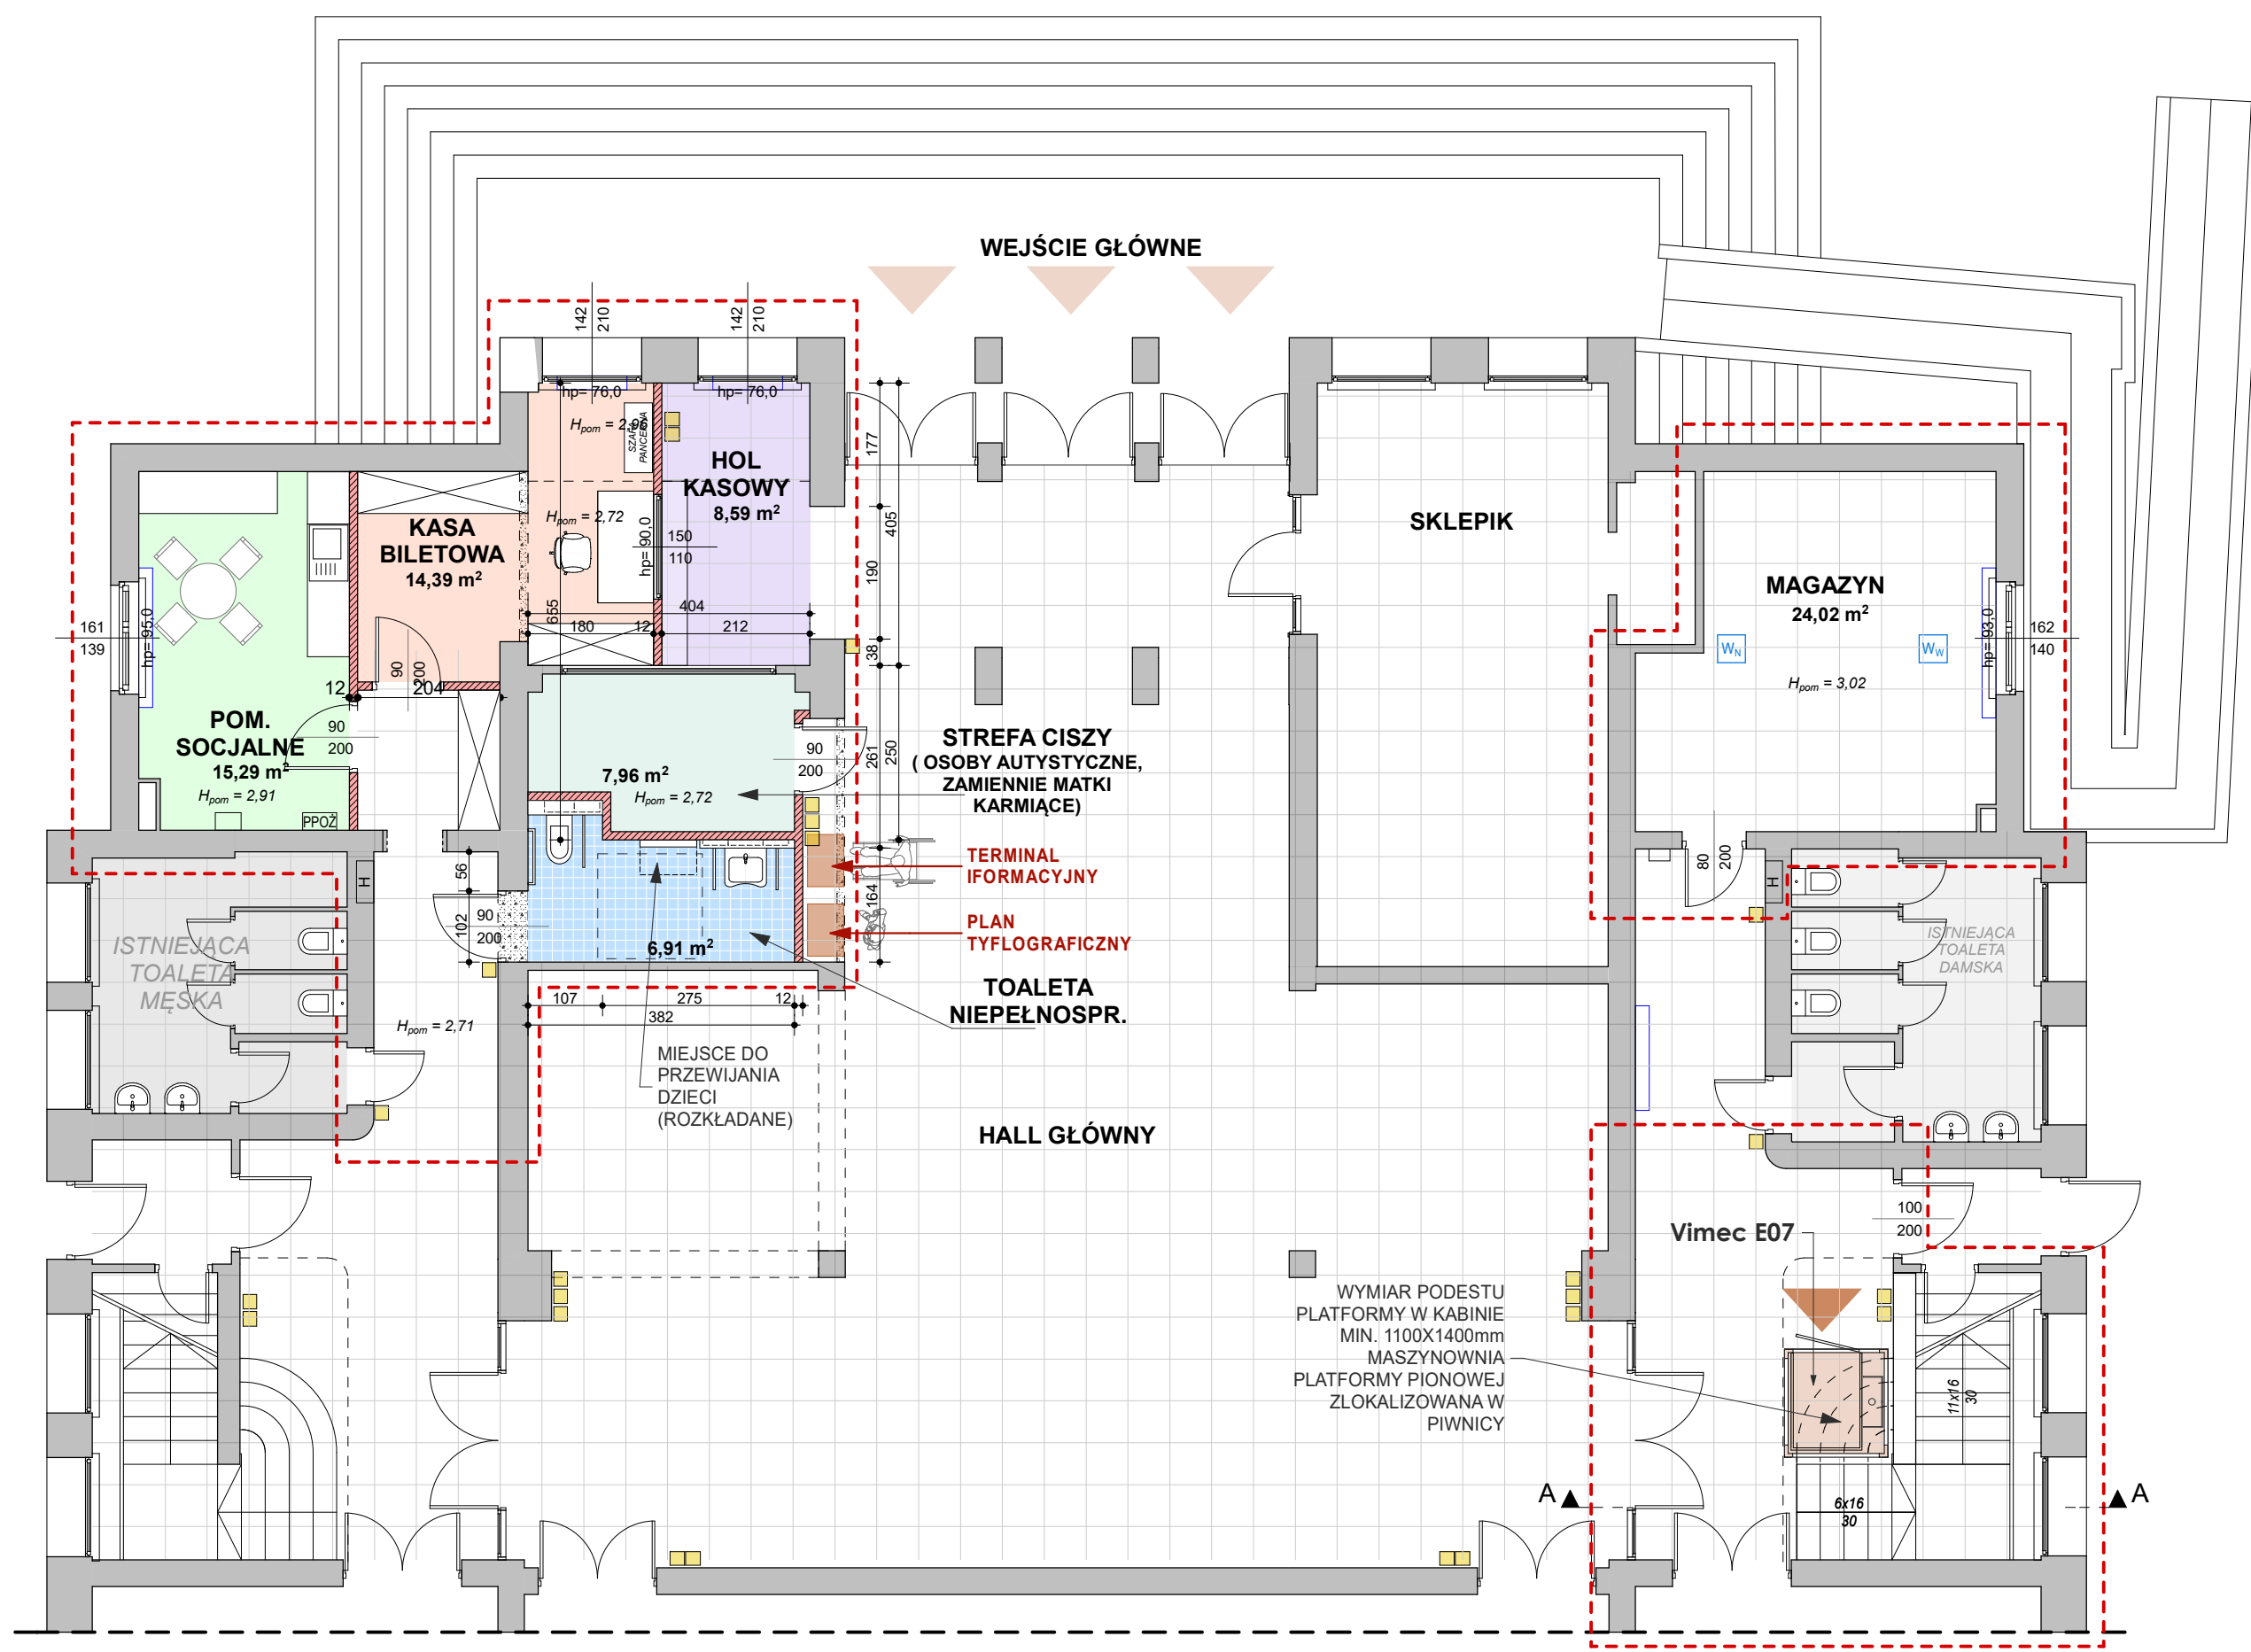 WEJŚCIE GŁÓWNE
142
210
142
210
hp= 76,0
hp= 76,0
Hpom = 2,96
SZAFA
PANCERNA
HOL
KASOWY
8,59 m²
177
405
190
38
KASA
BILETOWA
14,39 m²
Hpom = 2,72
hp= 90,0
150
110
655
404
180
12
212
SKLEPIK
MAGAZYN
24,02 m²
WN
WW
hp= 93,0
162
140
Hpom = 3,02
161
139
hp= 95,0
90
200
12
204
POM.
SOCJALNE
15,29 m²
Hpom = 2,91
PPOŻ
90
200
7,96 m²
Hpom = 2,72
90
200
261
250
STREFA CISZY
( OSOBY AUTYSTYCZNE,
ZAMIENNIE MATKI
KARMIĄCE)
TERMINAL
IFORMACYJNY
164
PLAN
TYFLOGRAFICZNY
80
200
H
H
56
102
90
200
6,91 m²
ISTNIEJĄCA
TOALETA
MĘSKA
ISTNIEJĄCA
TOALETA
DAMSKA
TOALETA
NIEPEŁNOSPR.
107
275
12
382
Hpom = 2,71
MIEJSCE DO
PRZEWIJANIA
DZIECI
(ROZKŁADANE)
HALL GŁÓWNY
100
200
Vimec E07
WYMIAR PODESTU
PLATFORMY W KABINIE
MIN. 1100X1400mm
MASZYNOWNIA
PLATFORMY PIONOWEJ
ZLOKALIZOWANA W
PIWNICY
11x16
30
6x16
30
A
A